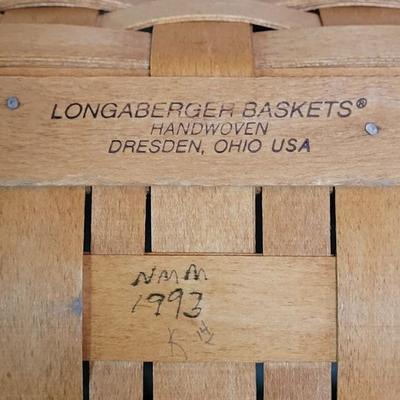 LONGABERGER BASKETS®
HANDWOVEN
DRESDEN, OHIO USA
NMM
1993
K